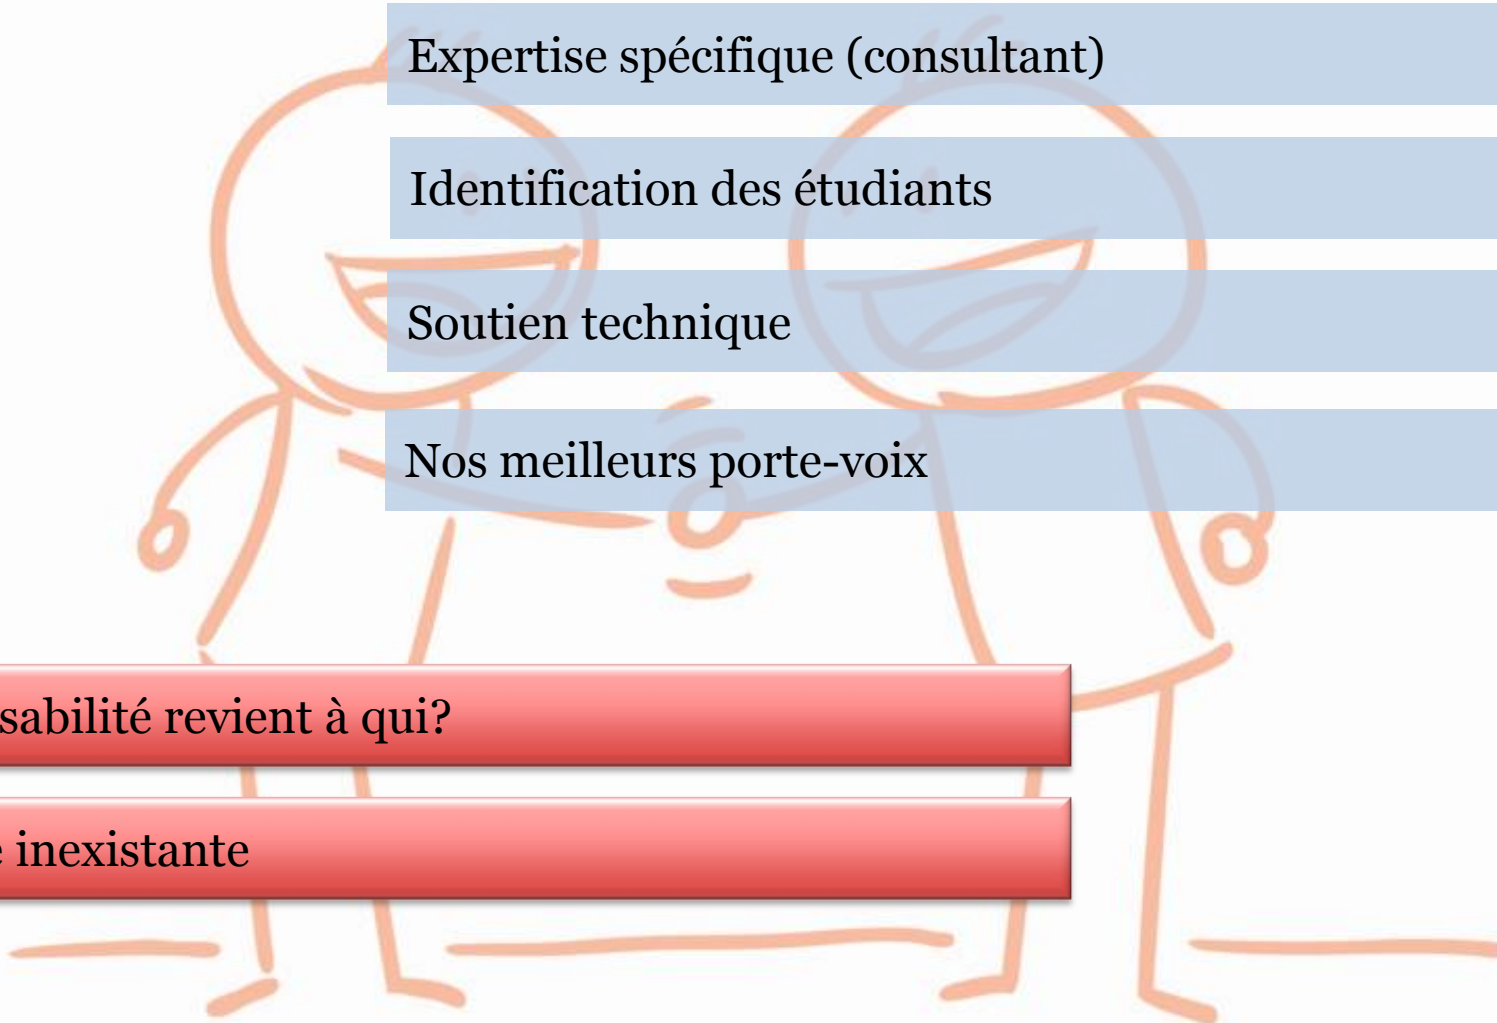 Expertise spécifique (consultant)
Identification des étudiants
Soutien technique
Nos meilleurs porte-voix
sabilité revient à qui?
inexistante